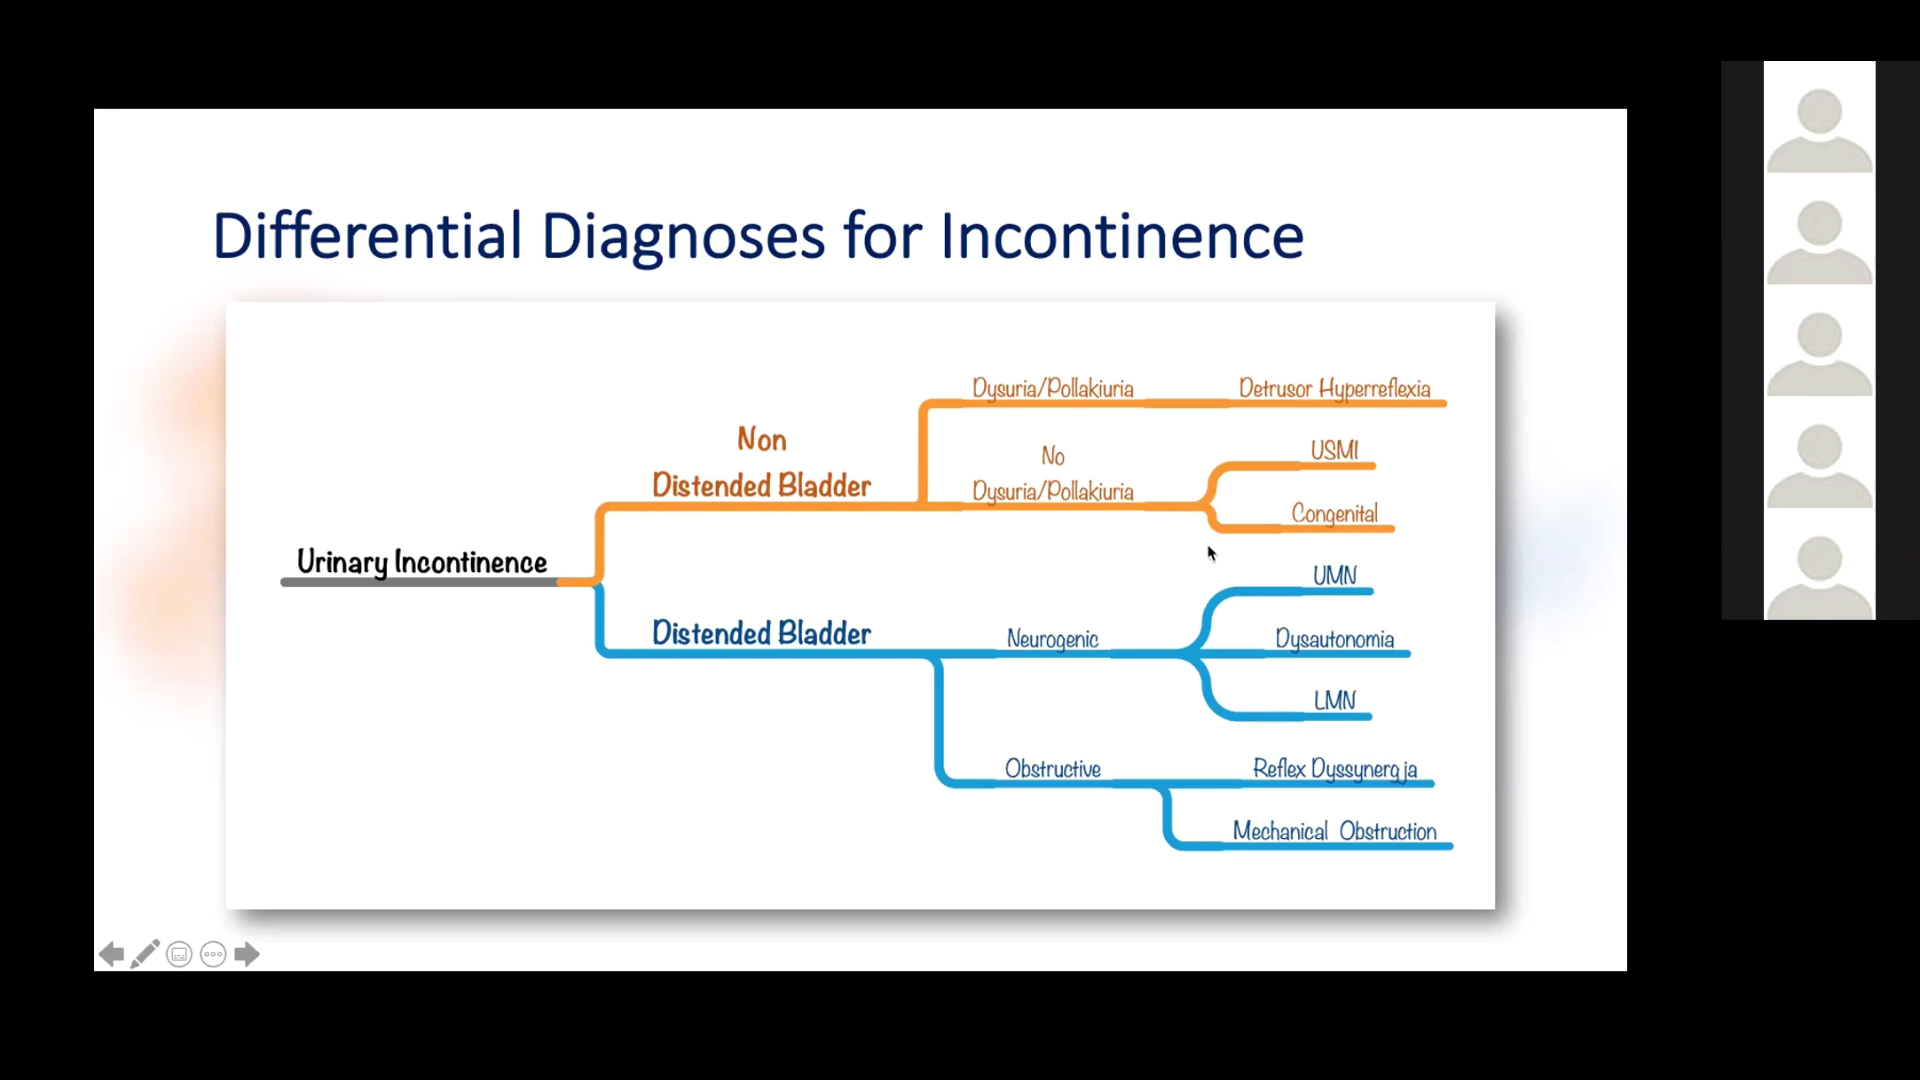 Differential Diagnoses for Incontinence
Dysuria/Pollakiuria
Detrusor Hyperreflexia
Non
Distended Bladder
No
Dysuria/Pollakiuria
USMI
Congenital
Urinary Incontinence
UMN
Distended Bladder
Neurogenic
Dysautonomia
LMN
Obstructive
Reflex Dyssynergja
Mechanical Obstruction